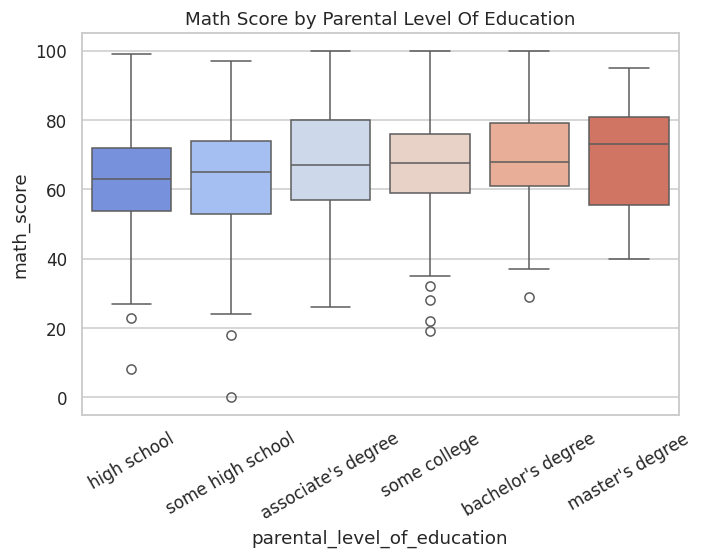 Math Score by Parental Level Of Education
100
80
60
40
20
0
math_score
high school
some high school
associate's degree
some college
bachelor's degree
master's degree
parental_level_of_education